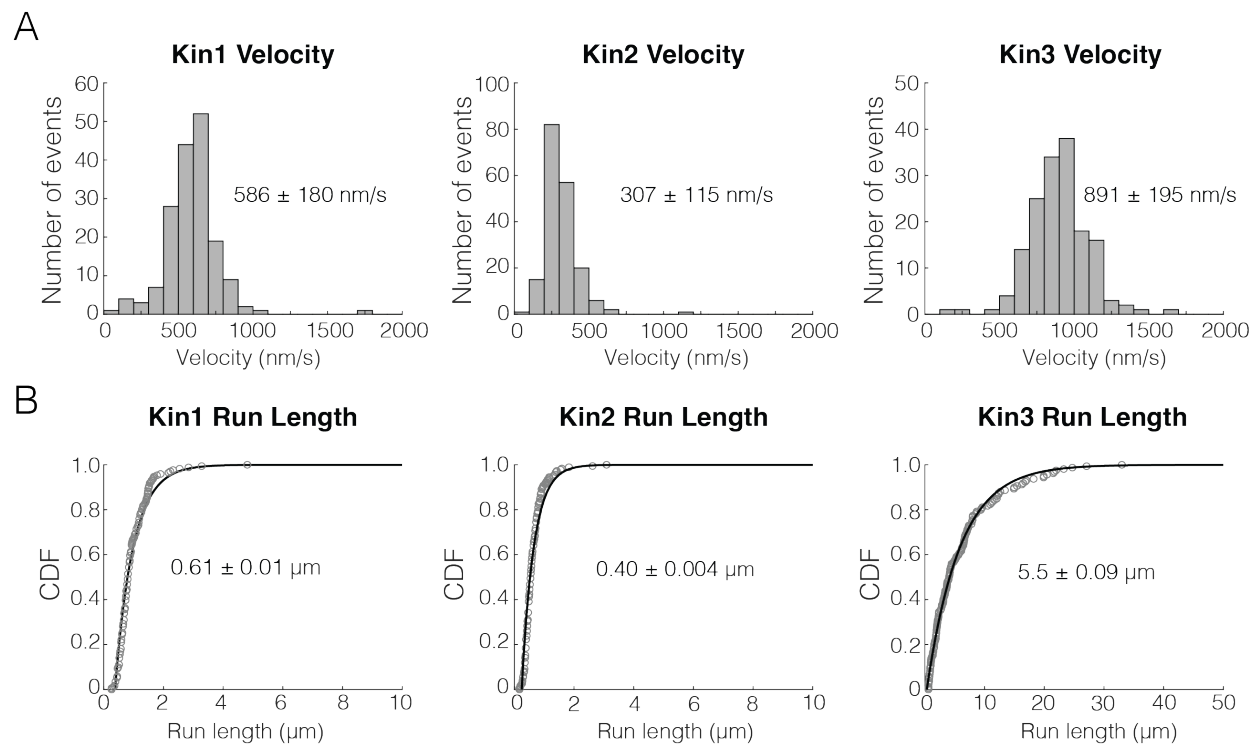 A
Kin1 Velocity
Number of events
60
50
40
30
20
10
0
586 ± 180 nm/s
0 500 1000 1500 2000
Velocity (nm/s)
Kin2 Velocity
Number of events
100
80
60
40
20
0
307 ± 115 nm/s
0 500 1000 1500 2000
Velocity (nm/s)
Kin3 Velocity
Number of events
50
40
30
20
10
0
891 ± 195 nm/s
0 500 1000 1500 2000
Velocity (nm/s)
B
Kin1 Run Length
CDF
1.0
0.8
0.6
0.4
0.2
0
0.61 ± 0.01 µm
0 2 4 6 8 10
Run length (µm)
Kin2 Run Length
CDF
1.0
0.8
0.6
0.4
0.2
0
0.40 ± 0.004 µm
0 2 4 6 8 10
Run length (µm)
Kin3 Run Length
CDF
1.0
0.8
0.6
0.4
0.2
0
5.5 ± 0.09 µm
0 10 20 30 40 50
Run length (µm)